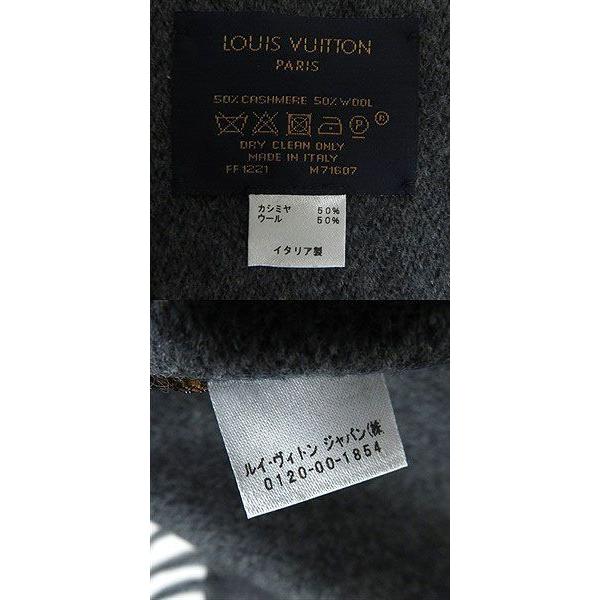 LOUIS VUITTON
PARIS
50% CASHMERE 50% WOOL
P ®
DRY CLEAN ONLY
MADE IN ITALY
FF1221 M71607
カシミヤ 50%
ウール 50%
イタリア製
ルイ・ヴィトン ジャパン(株)
0120-00-1854